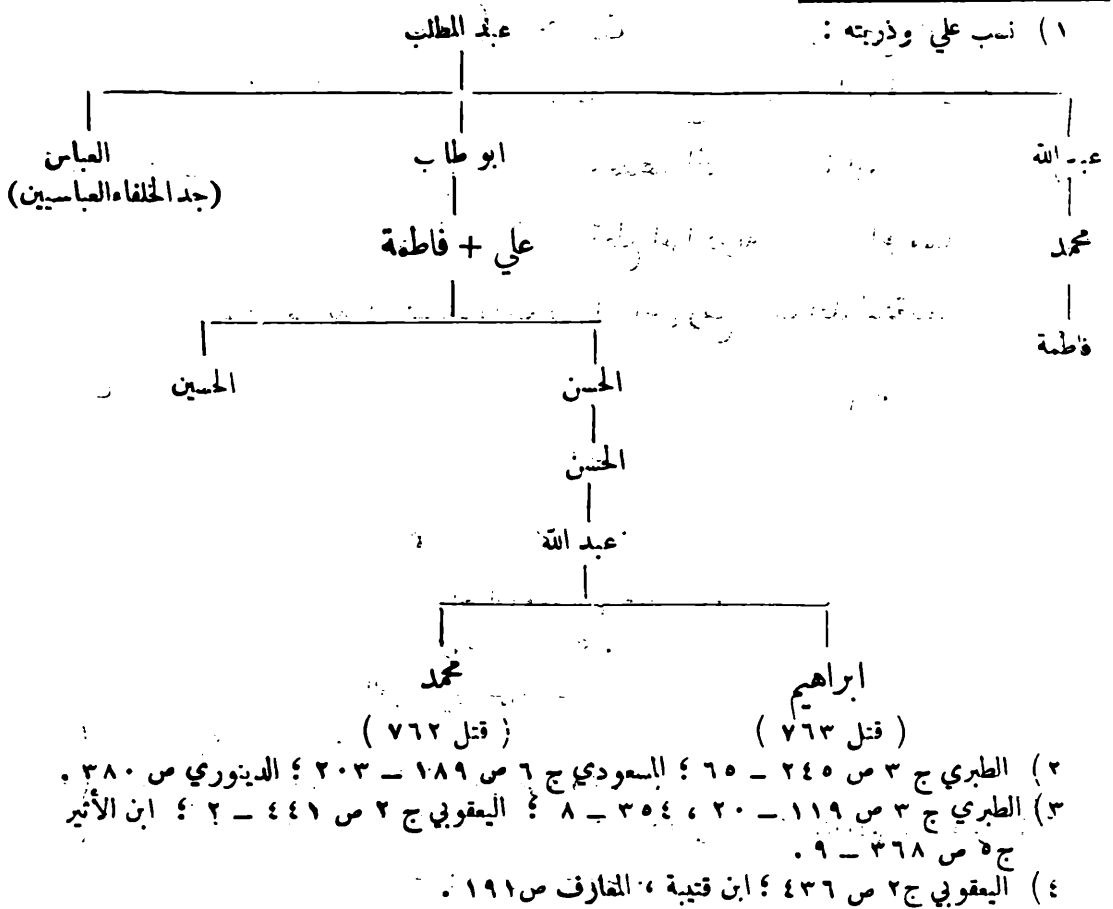 ١) نسب علي وذريته :
عبد المطلب
عبد الله
ابو طالب
العباس
(جد الخلفاء العباسيين)
محمد
علي + فاطمة
فاطمة
الحسن
الحسين
الحسن
عبد الله
ابراهيم
محمد
( قتل ٧٦٣ )
( قتل ٧٦٢ )
٢) الطبري ج ٣ ص ٢٤٥ – ٦٥ ؛ المسعودي ج ٦ ص ١٨٩ – ٢٠٣ ؛ الدينوري ص ٣٨٠ .
٣) الطبري ج ٣ ص ١١٩ – ٢٠ ، ٣٥٤ – ٨ ؛ اليعقوبي ج ٢ ص ٤٤١ – ٢ ؛ ابن الأثير
ج٥ ص ٣٦٨ – ٩ .
٤) اليعقوبي ج٢ ص ٤٣٦ ؛ ابن قتيبة ، المعارف ص١٩١ .